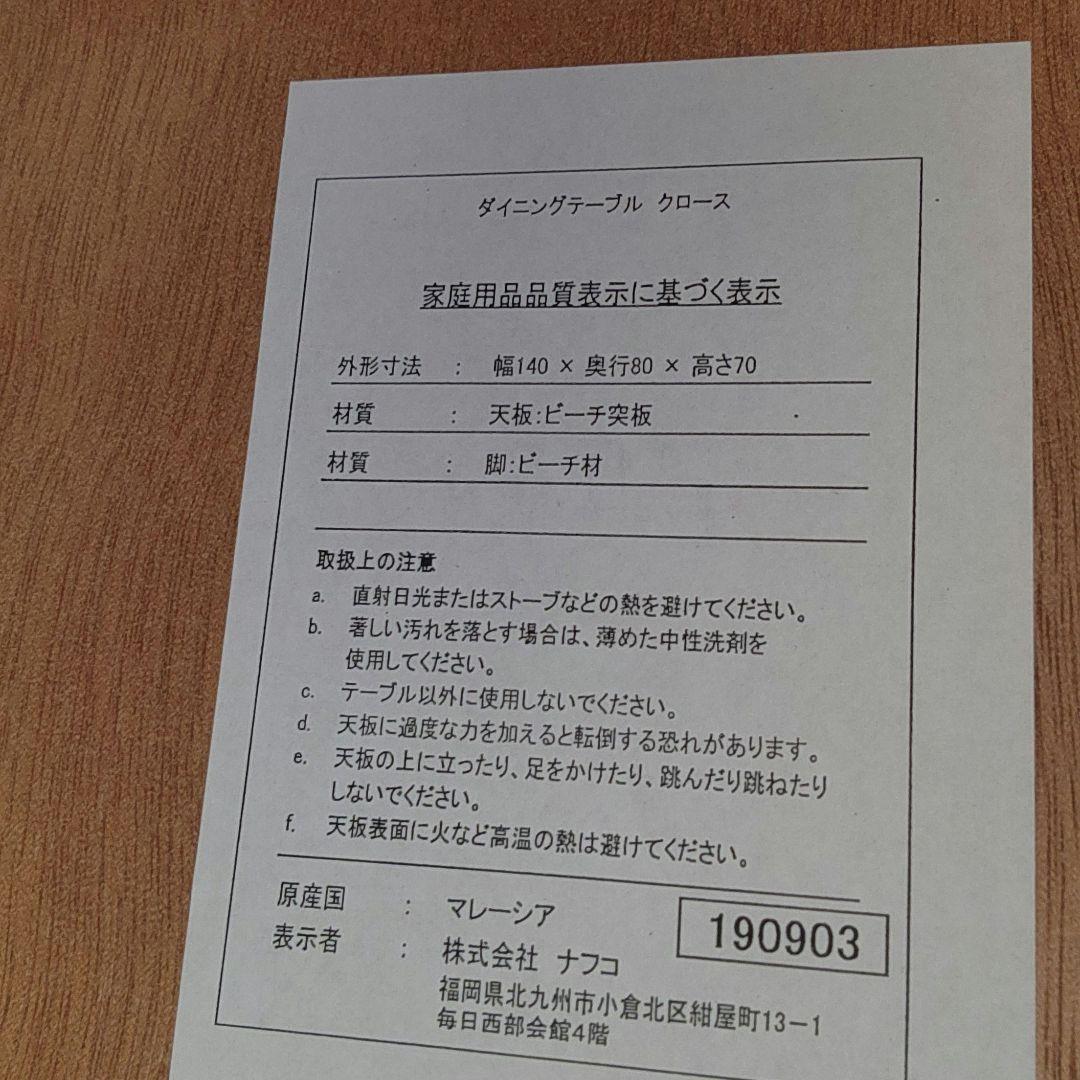 ダイニングテーブル クロース
家庭用品品質表示に基づく表示
外形寸法 : 幅140 × 奥行80 × 高さ70
材質 : 天板:ビーチ突板
材質 : 脚:ビーチ材
取扱上の注意
a. 直射日光またはストーブなどの熱を避けてください。
b. 著しい汚れを落とす場合は、薄めた中性洗剤を
使用してください。
c. テーブル以外に使用しないでください。
d. 天板に過度な力を加えると転倒する恐れがあります。
e. 天板の上に立ったり、足をかけたり、跳んだり跳ねたり
しないでください。
f. 天板表面に火など高温の熱は避けてください。
原産国 : マレーシア
190903
表示者 : 株式会社 ナフコ
福岡県北九州市小倉北区紺屋町13-1
毎日西部会館4階